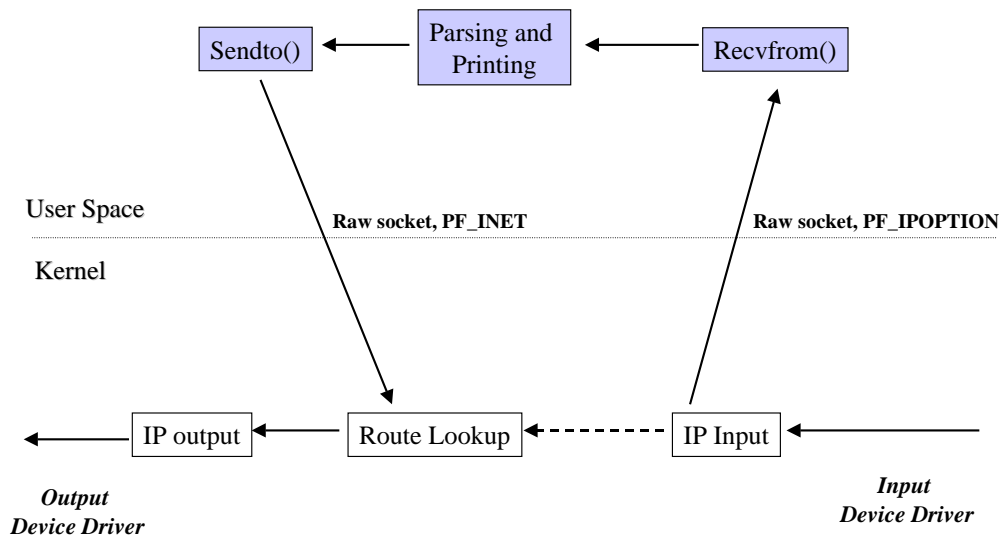 Sendto()
Parsing and
Printing
Recvfrom()
User Space
Raw socket, PF_INET
Raw socket, PF_IPOPTION
Kernel
IP output
Route Lookup
IP Input
Output
Device Driver
Input
Device Driver